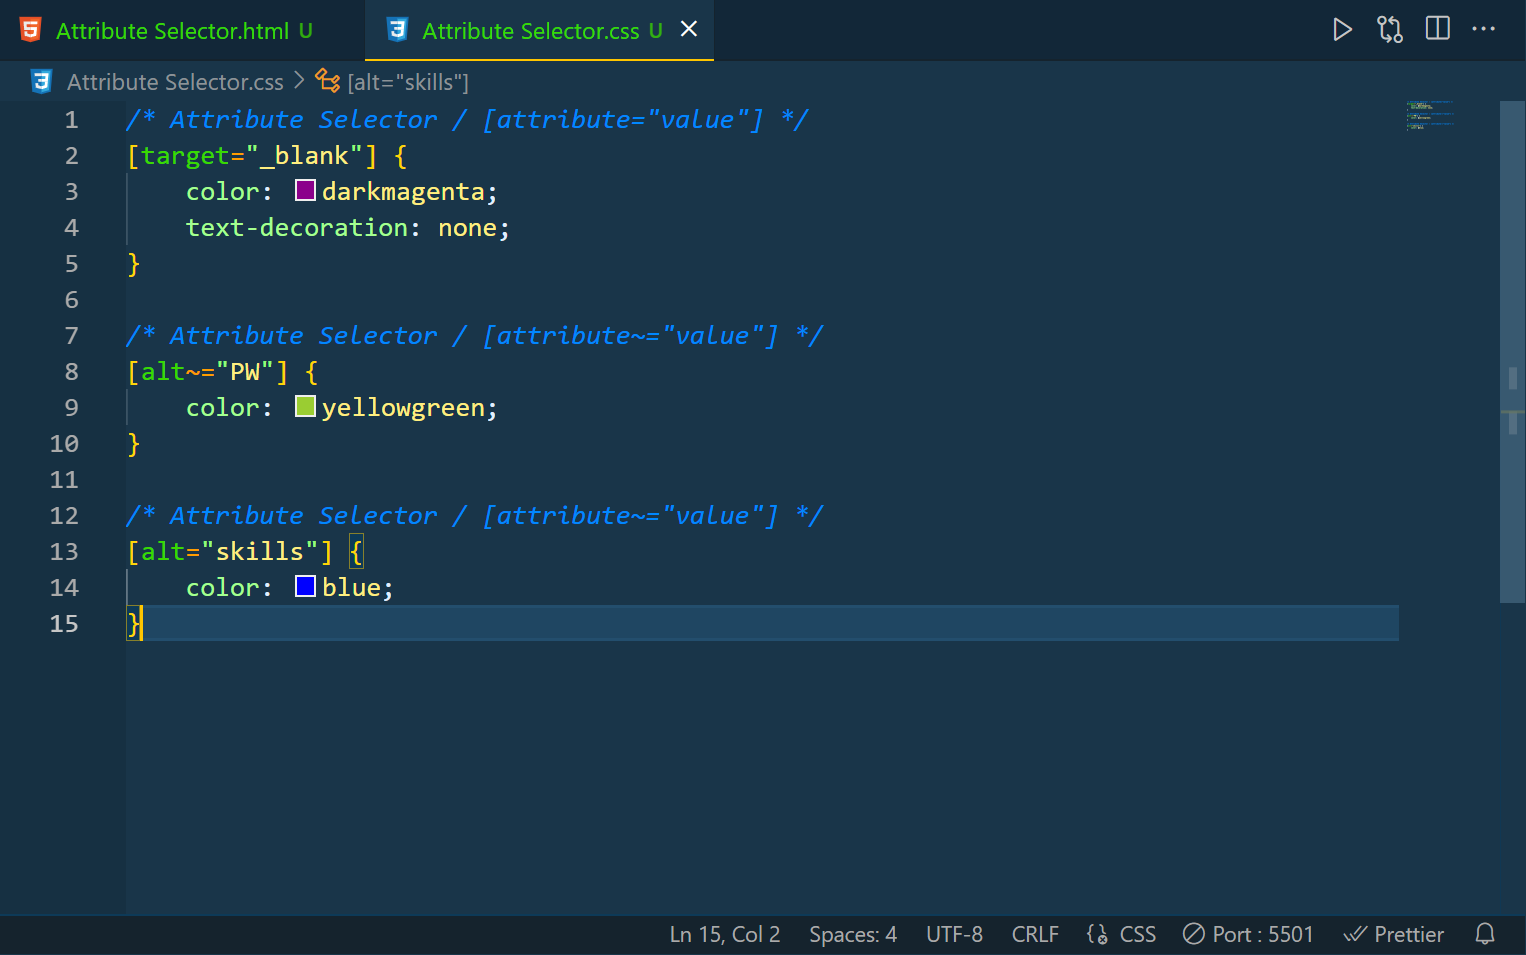 Attribute Selector.html U
Attribute Selector.css U
Attribute Selector.css > [alt="skills"]
1 /* Attribute Selector / [attribute="value"] */
2 [target="_blank"] {
3     color: darkmagenta;
4     text-decoration: none;
5 }
6
7 /* Attribute Selector / [attribute~="value"] */
8 [alt~="PW"] {
9     color: yellowgreen;
10 }
11
12 /* Attribute Selector / [attribute~="value"] */
13 [alt="skills"] {
14     color: blue;
15 }
Ln 15, Col 2 Spaces: 4 UTF-8 CRLF CSS Port : 5501 Prettier